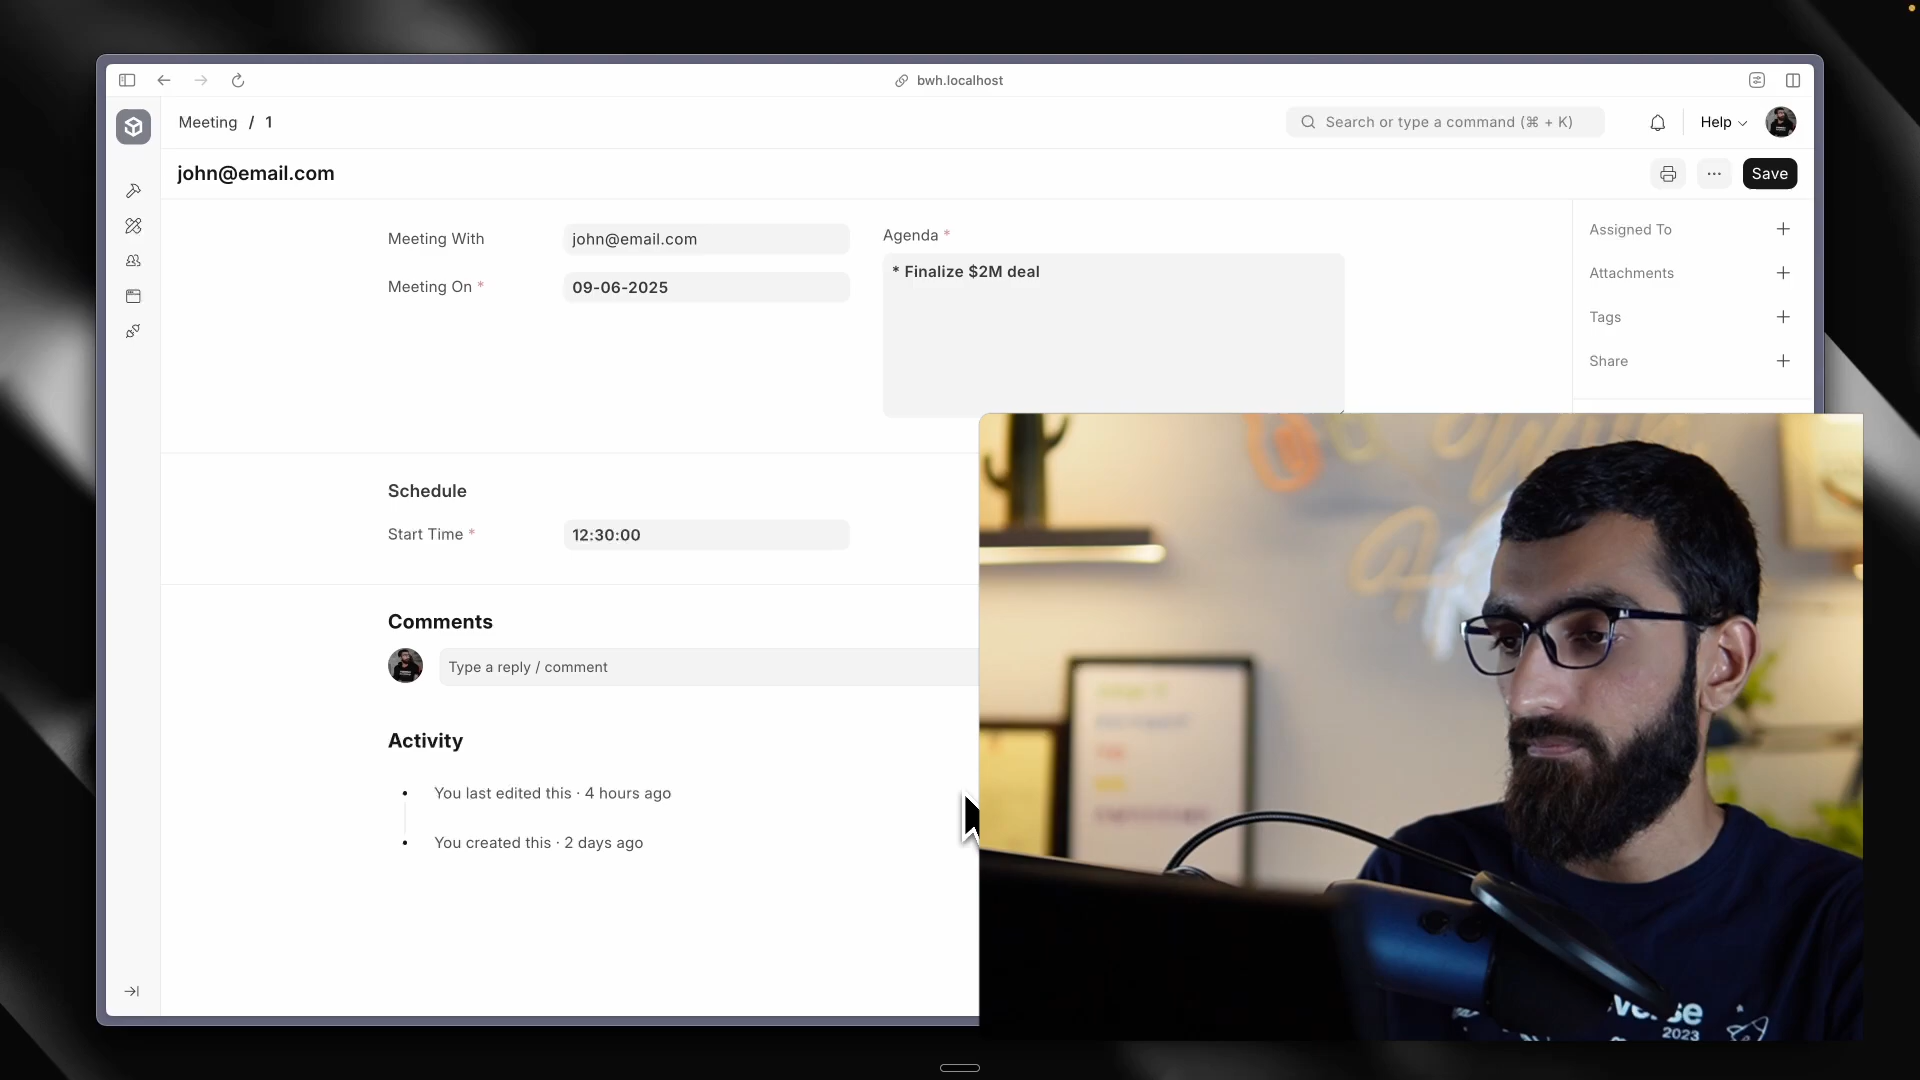 bwh.localhost
Meeting / 1
Search or type a command (⌘ + K)
Help
john@email.com
Save
Meeting With
john@email.com
Meeting On *
09-06-2025
Agenda *
* Finalize $2M deal
Assigned To
Attachments
Tags
Share
Schedule
Start Time *
12:30:00
Comments
Type a reply / comment
Activity
You last edited this · 4 hours ago
You created this · 2 days ago
2023